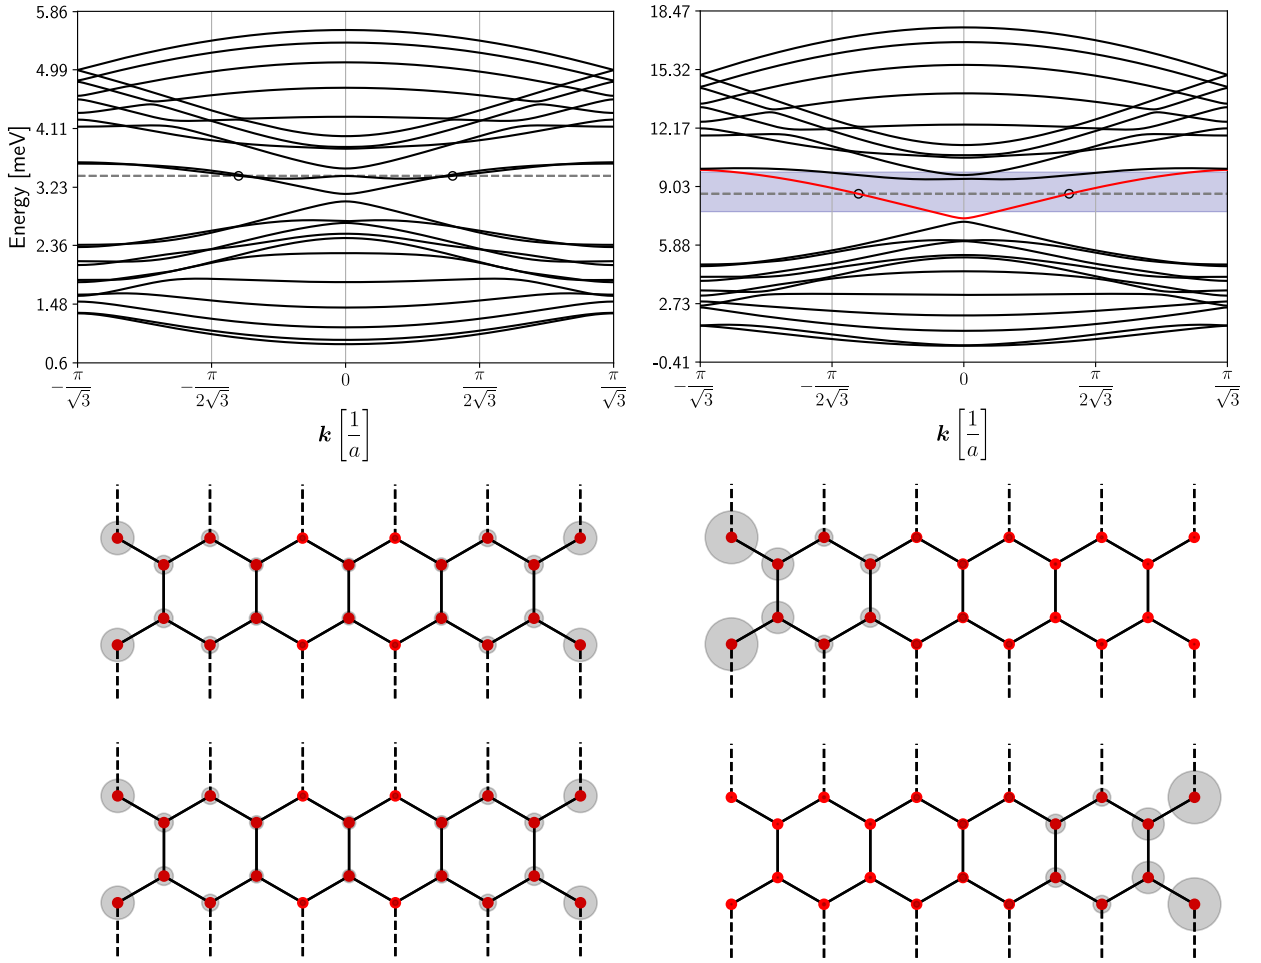 5.86
4.99
4.11
3.23
2.36
1.48
0.6
Energy [meV]
−π/√3
−π/2√3
0
π/2√3
π/√3
k [1/a]
18.47
15.32
12.17
9.03
5.88
2.73
-0.41
−π/√3
−π/2√3
0
π/2√3
π/√3
k [1/a]